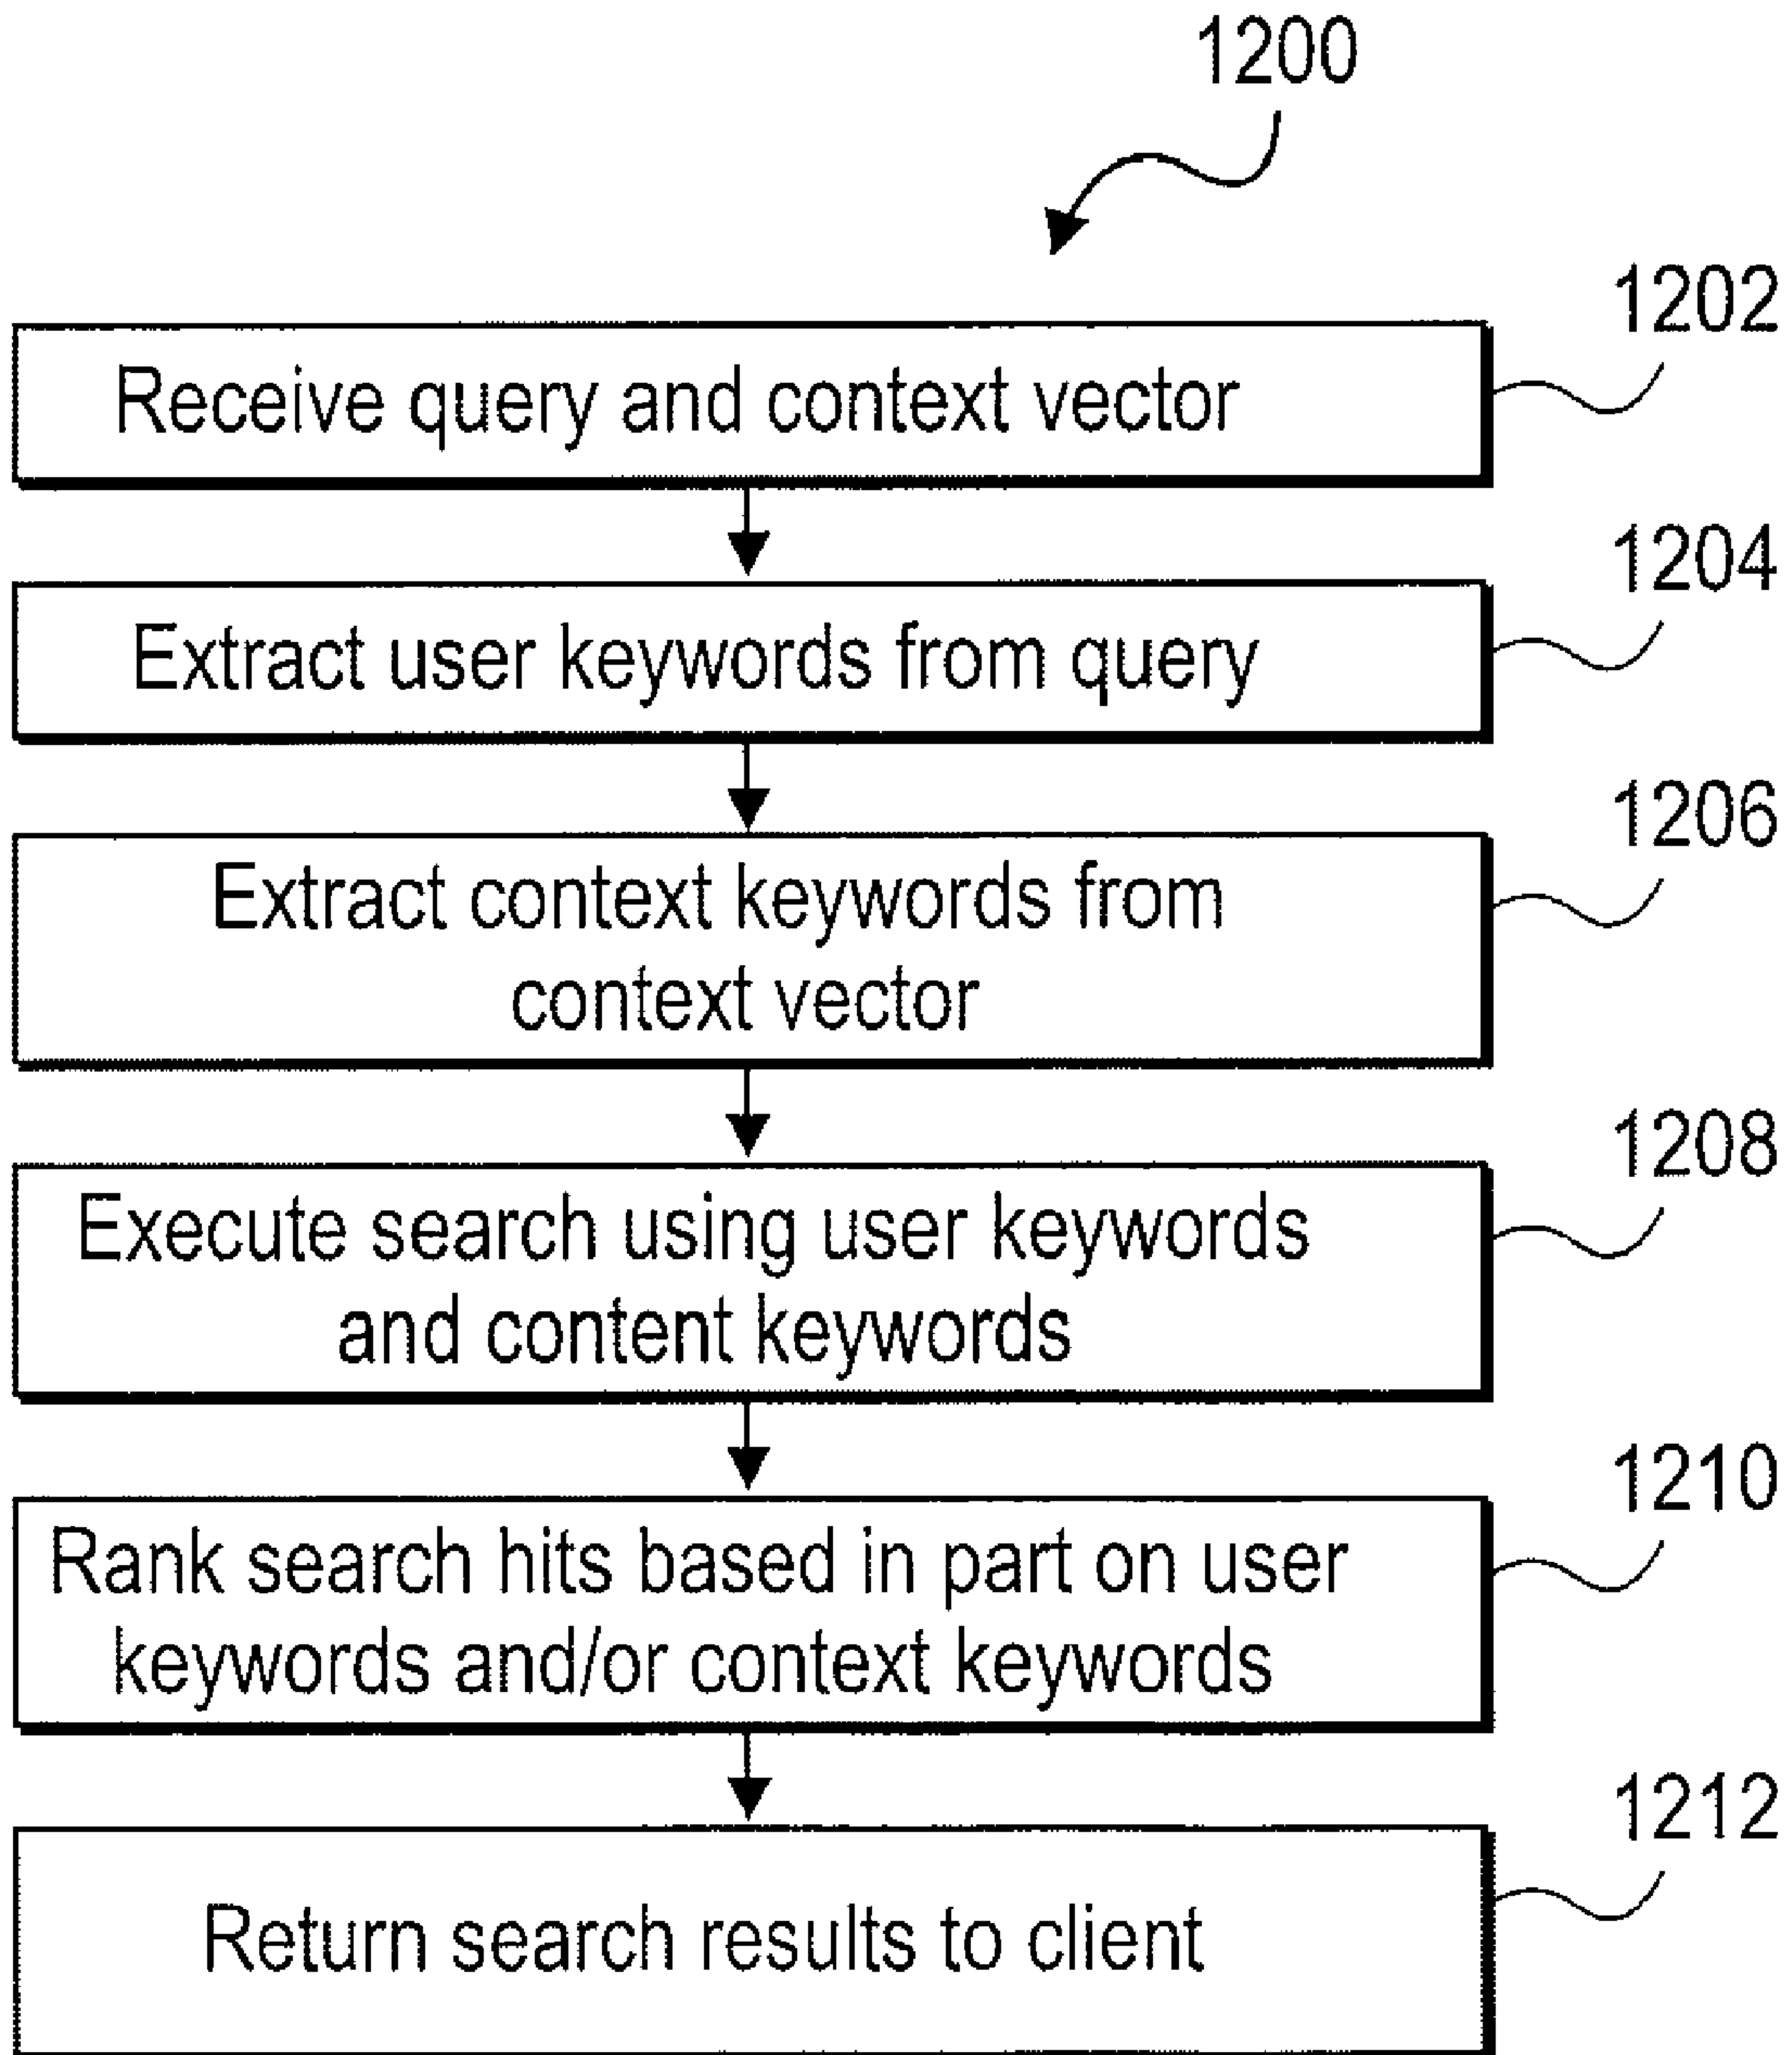 1200
1202
Receive query and context vector
1204
Extract user keywords from query
1206
Extract context keywords from
context vector
1208
Execute search using user keywords
and content keywords
1210
Rank search hits based in part on user
keywords and/or context keywords
1212
Return search results to client